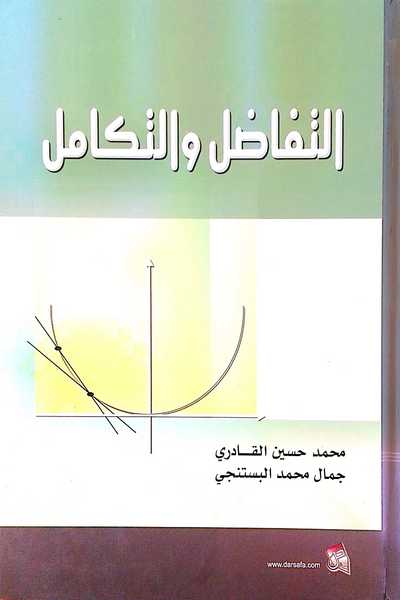 التفاضل والتكامل
محمد حسين القادري
جمال محمد البستنجي
www.darsafa.com